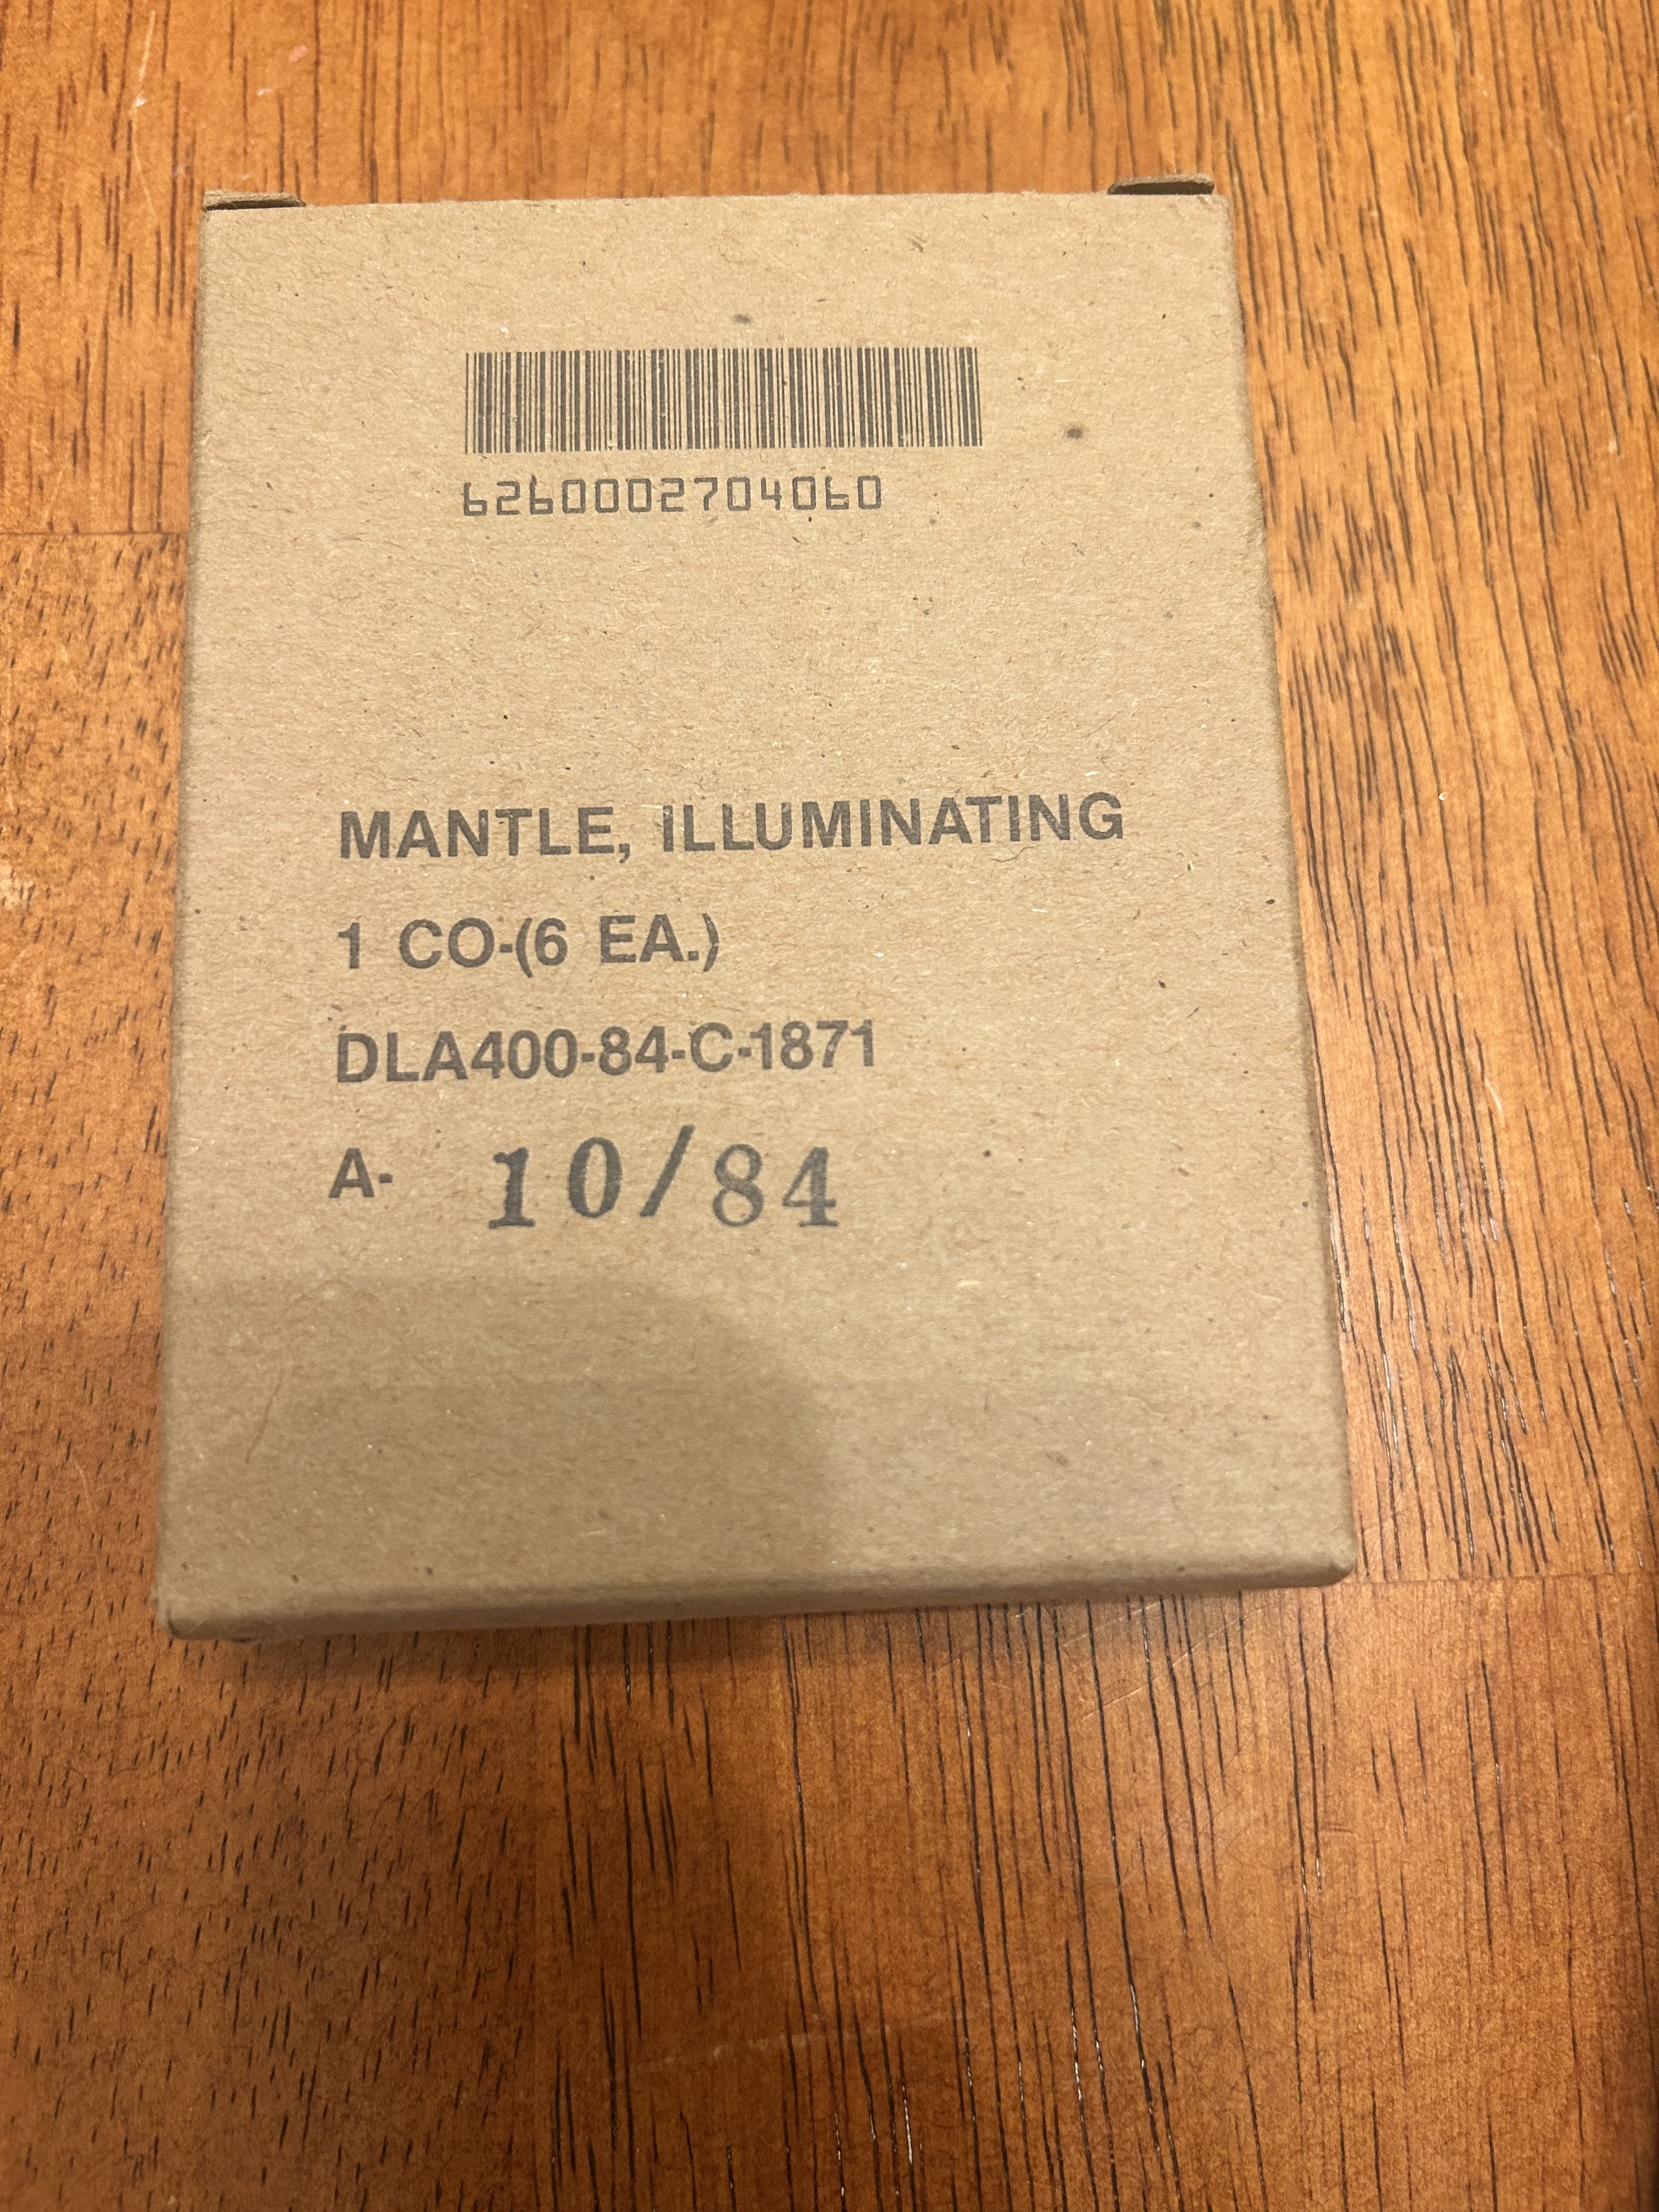 6260002704060
MANTLE, ILLUMINATING
1 CO-(6 EA.)
DLA400-84-C-1871
A- 10/84